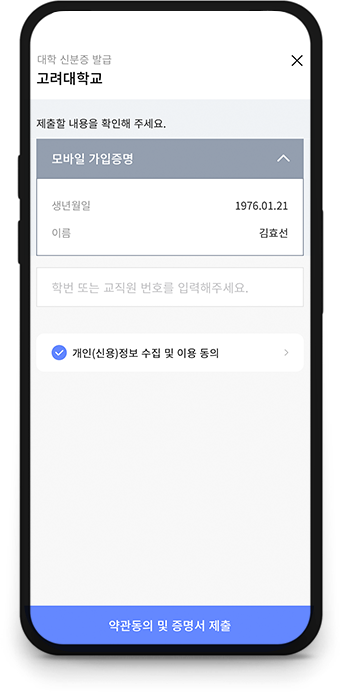 대학 신분증 발급
고려대학교
제출할 내용을 확인해 주세요.
모바일 가입증명
생년월일 1976.01.21
이름 김효선
학번 또는 교직원 번호를 입력해주세요.
개인(신용)정보 수집 및 이용 동의
약관동의 및 증명서 제출